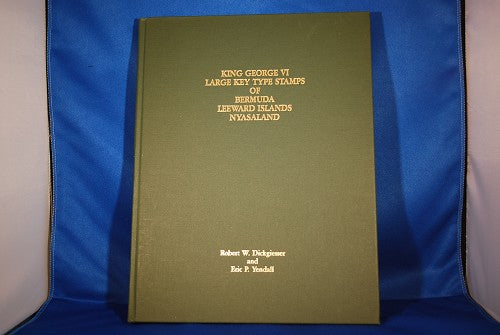 KING GEORGE VI
LARGE KEY TYPE STAMPS
OF
BERMUDA
LEEWARD ISLANDS
NYASALAND
Robert W. Dickgiesser
and
Eric P. Yendall